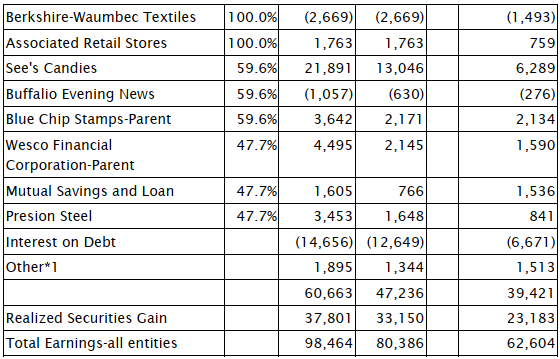 Berkshire-Waumbec Textiles 100.0% (2,669) (2,669) (1,493)
Associated Retail Stores 100.0% 1,763 1,763 759
See's Candies 59.6% 21,891 13,046 6,289
Buffalio Evening News 59.6% (1,057) (630) (276)
Blue Chip Stamps-Parent 59.6% 3,642 2,171 2,134
Wesco Financial 47.7% 4,495 2,145 1,590
Corporation-Parent
Mutual Savings and Loan 47.7% 1,605 766 1,536
Presion Steel 47.7% 3,453 1,648 841
Interest on Debt (14,656) (12,649) (6,671)
Other*1 1,895 1,344 1,513
60,663 47,236 39,421
Realized Securities Gain 37,801 33,150 23,183
Total Earnings-all entities 98,464 80,386 62,604